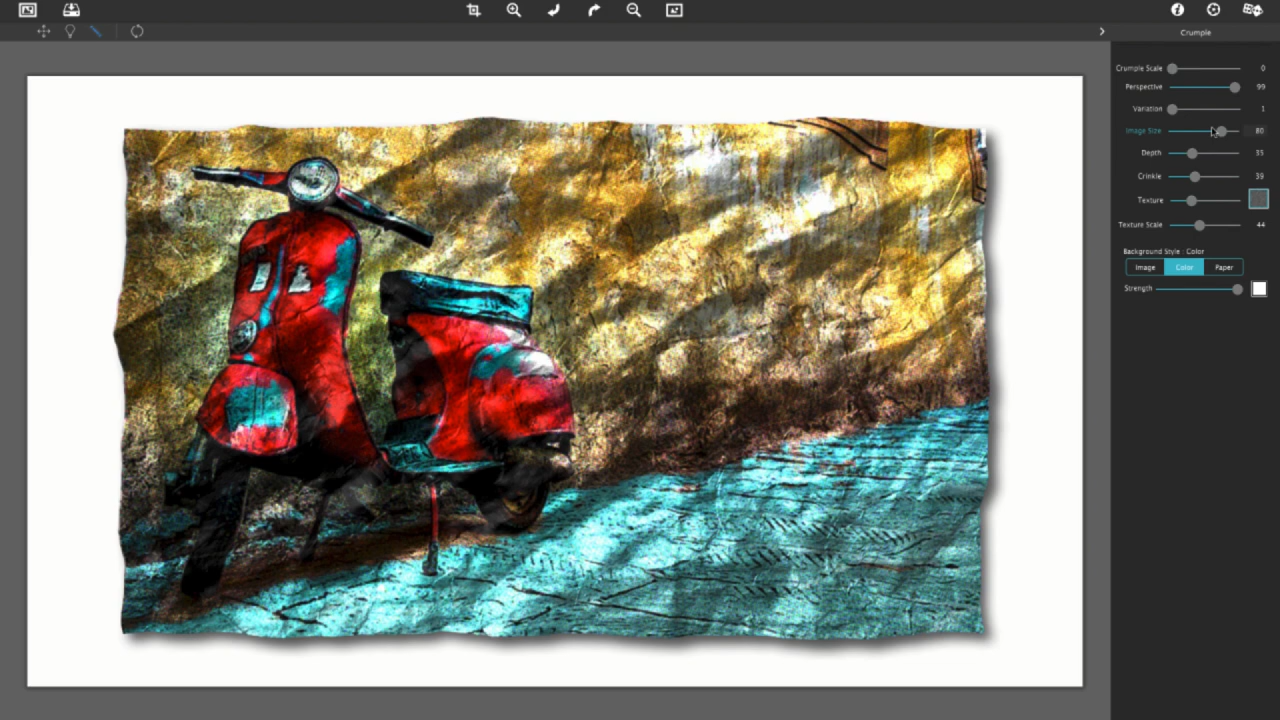 Crumple
Crumple Scale 0
Perspective 99
Variation 1
Image Size 80
Depth 35
Crinkle 39
Texture
Texture Scale 44
Background Style : Color
Image Color Paper
Strength